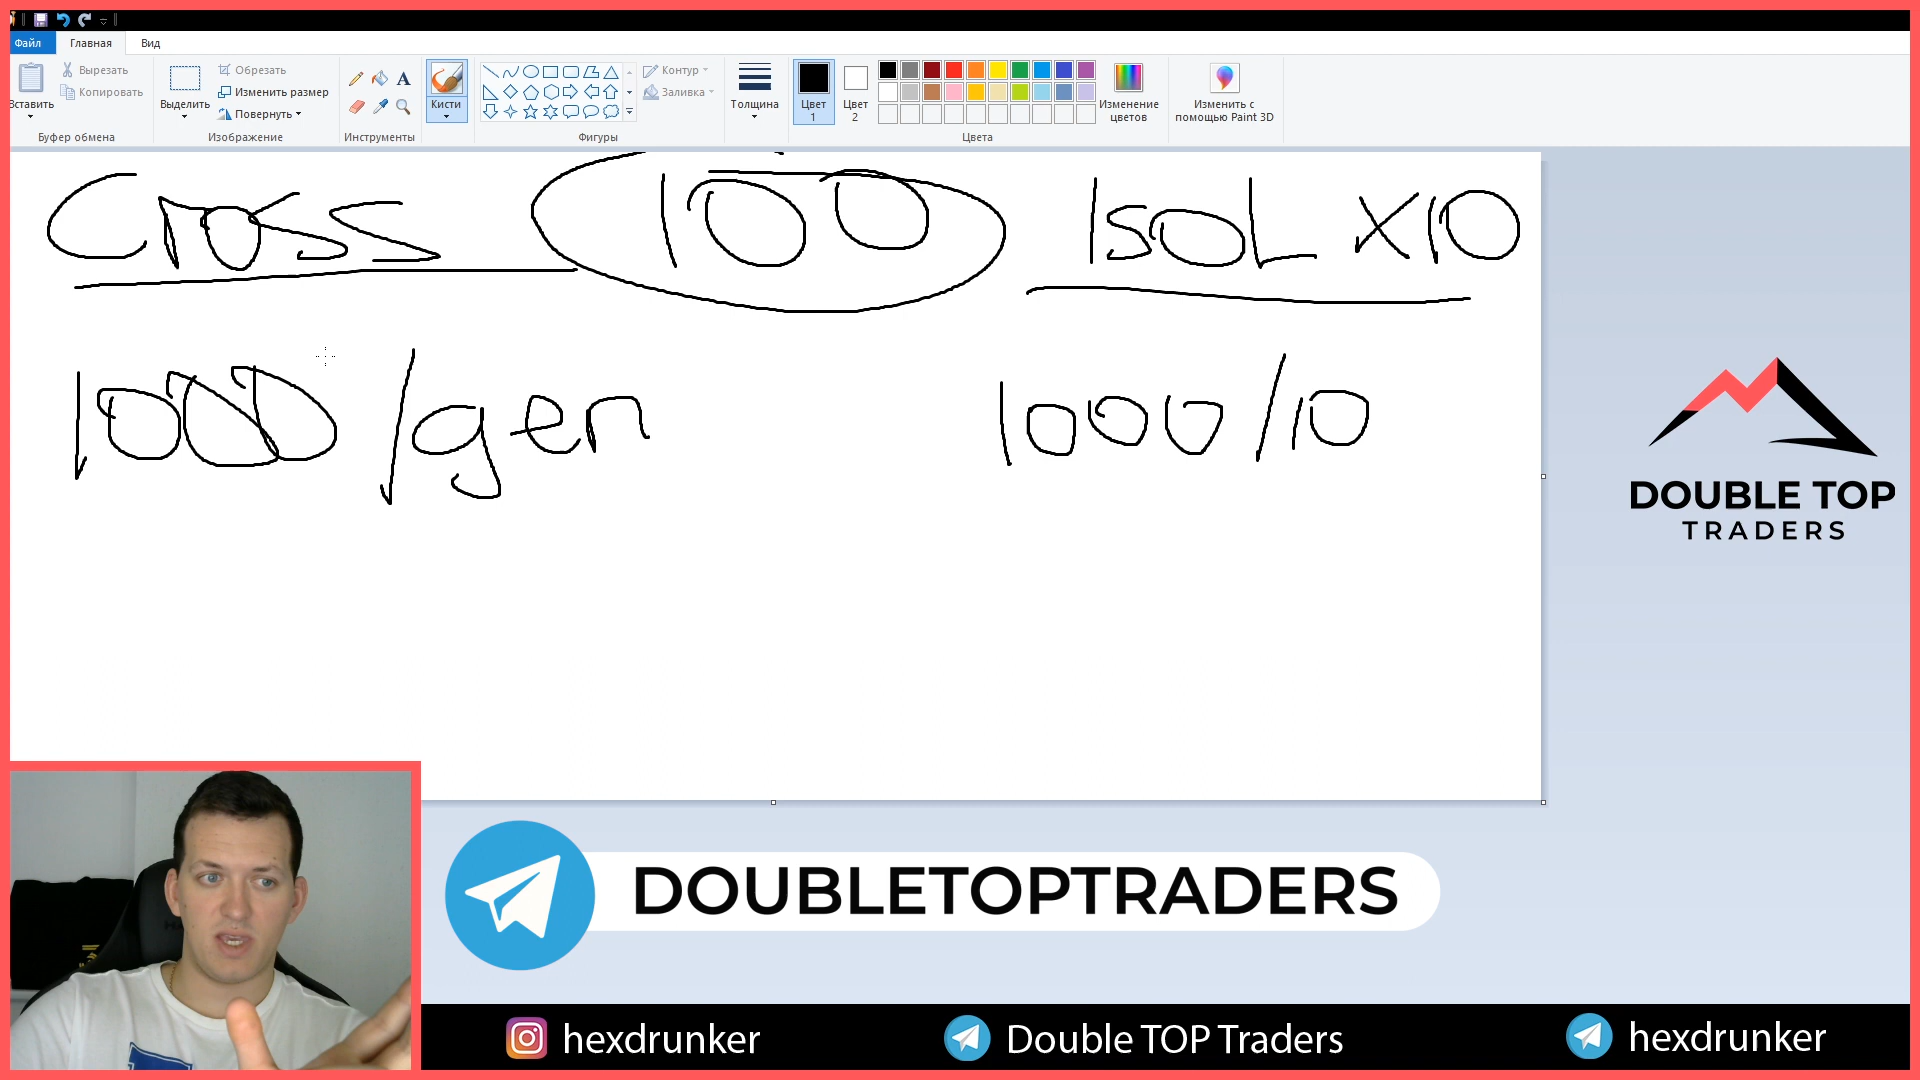 Файл Главная Вид
Вставить
Вырезать
Копировать
Буфер обмена
Выделить
Обрезать
Изменить размер
Повернуть
Изображение
Инструменты
Кисти
Контур
Заливка
Фигуры
Толщина
Цвет 1
Цвет 2
Цвета
Изменение цветов
Изменить с помощью Paint 3D
Cross 100 Isol x10
1000/gen 1000/10
DOUBLE TOP
TRADERS
DOUBLETOPTRADERS
hexdrunker Double TOP Traders hexdrunker